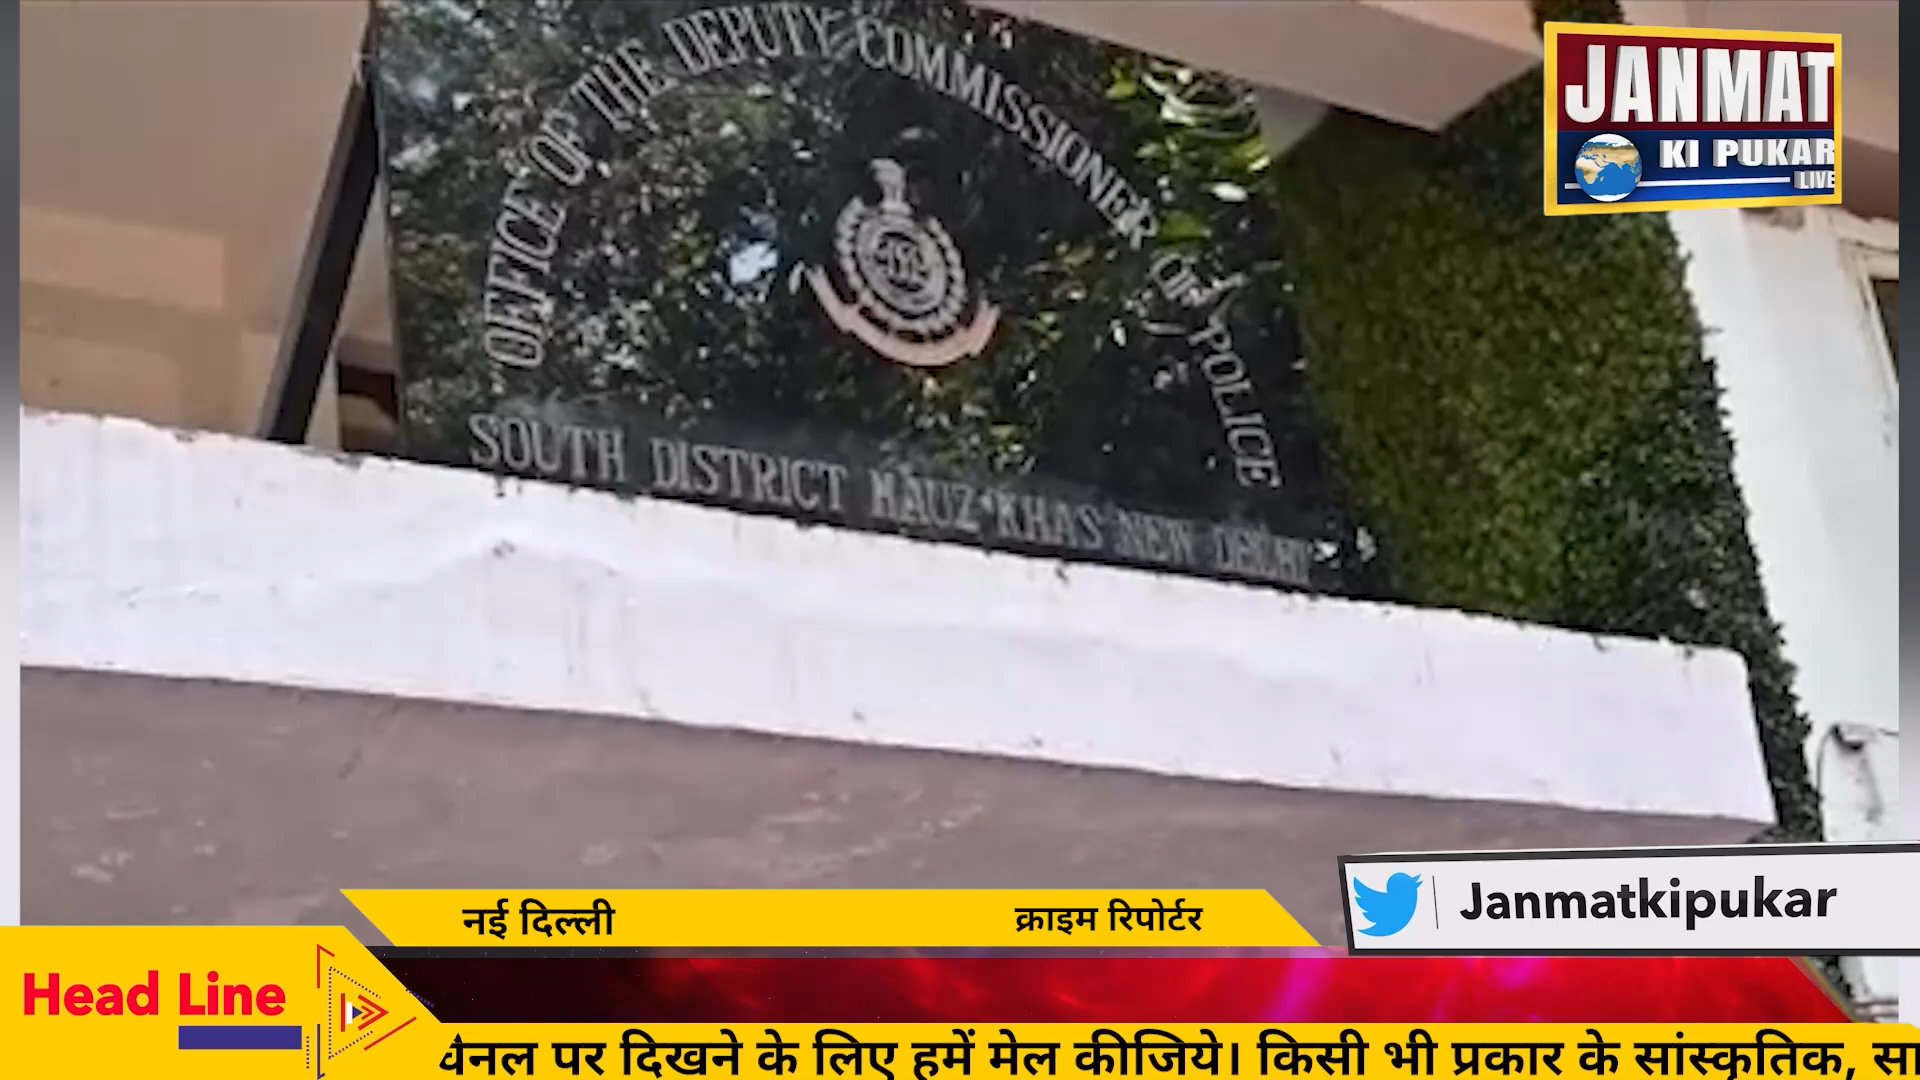 OFFICE OF THE DEPUTY COMMISSIONER OF POLICE
SOUTH DISTRICT HAUZ KHAS NEW DELHI
JANMAT
KI PUKAR
LIVE
Janmatkipukar
नई दिल्ली
क्राइम रिपोर्टर
Head Line
चैनल पर दिखने के लिए हमें मेल कीजिये। किसी भी प्रकार के सांस्कृतिक,